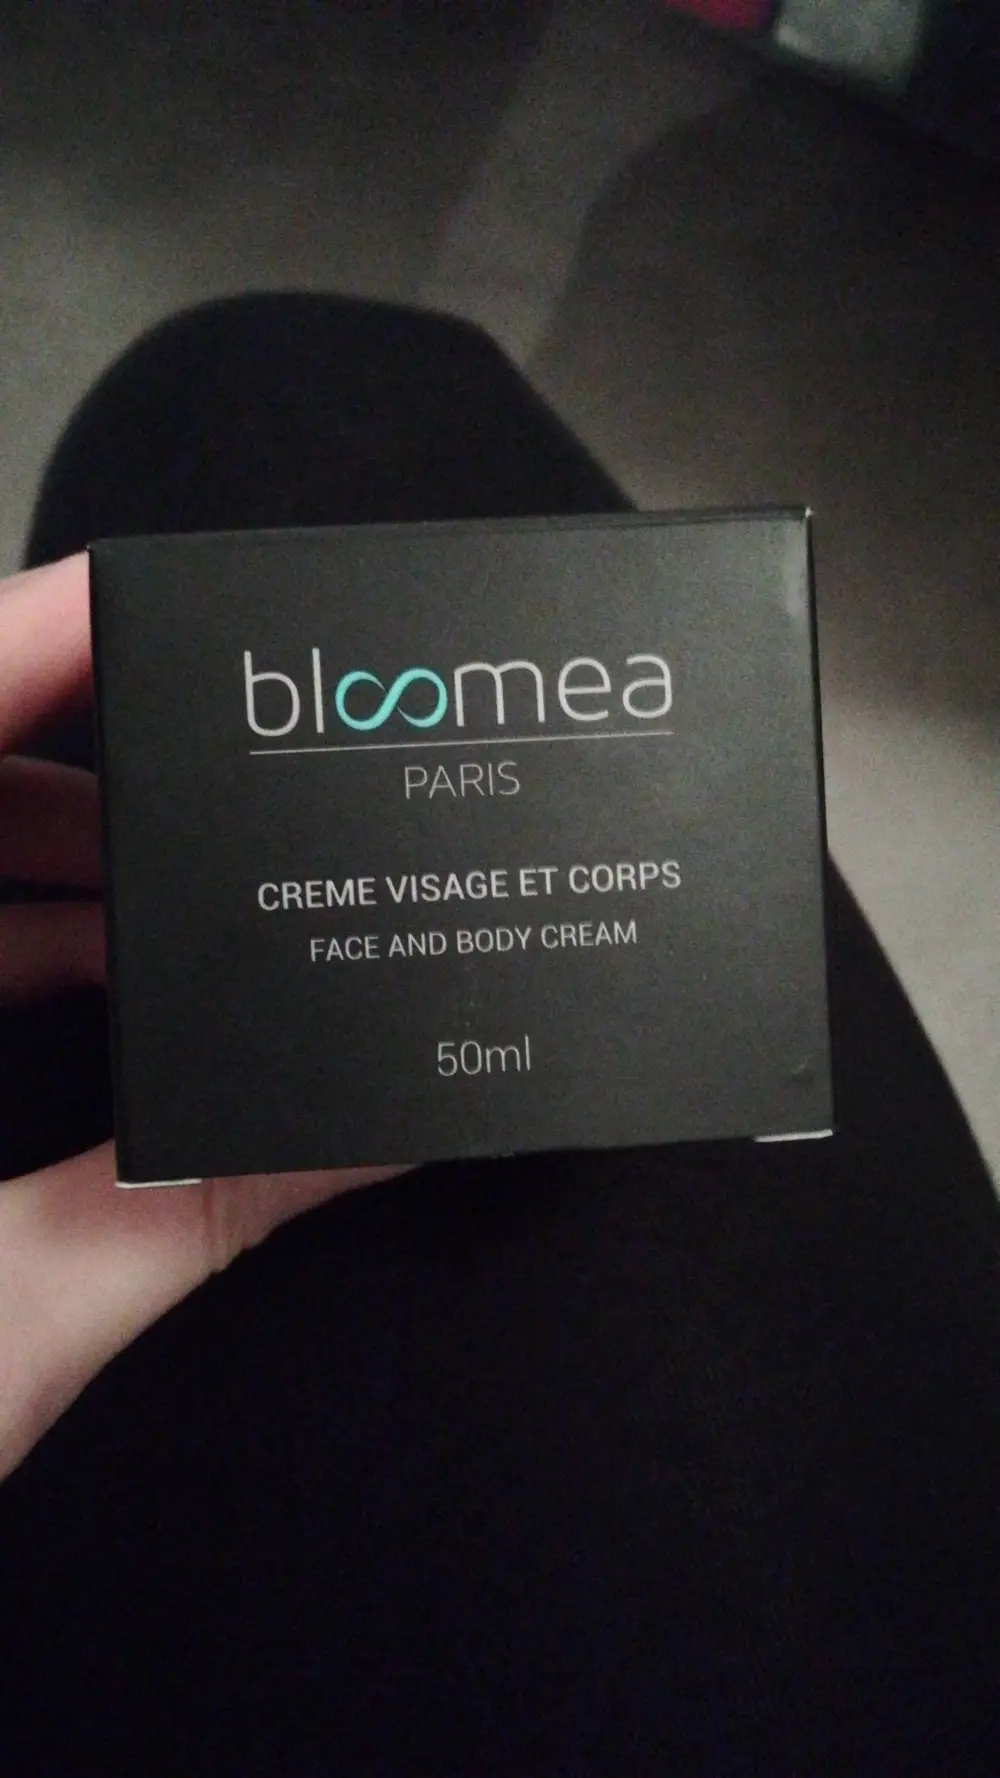 bloomea
PARIS
CREME VISAGE ET CORPS
FACE AND BODY CREAM
50ml